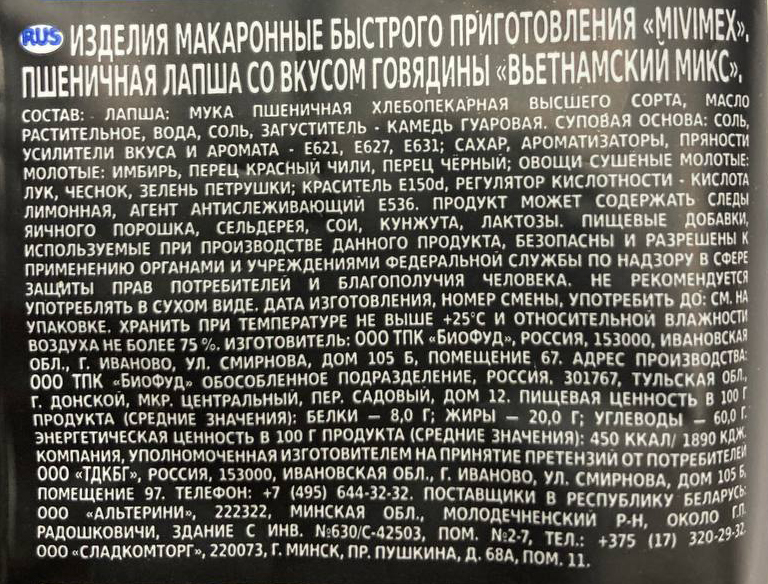 RUS ИЗДЕЛИЯ МАКАРОННЫЕ БЫСТРОГО ПРИГОТОВЛЕНИЯ «MIVIMEX»,
ПШЕНИЧНАЯ ЛАПША СО ВКУСОМ ГОВЯДИНЫ «ВЬЕТНАМСКИЙ МИКС».
СОСТАВ: ЛАПША: МУКА ПШЕНИЧНАЯ ХЛЕБОПЕКАРНАЯ ВЫСШЕГО СОРТА, МАСЛО
РАСТИТЕЛЬНОЕ, ВОДА, СОЛЬ, ЗАГУСТИТЕЛЬ - КАМЕДЬ ГУАРОВАЯ. СУПОВАЯ ОСНОВА: СОЛЬ,
УСИЛИТЕЛИ ВКУСА И АРОМАТА - Е621, Е627, Е631; САХАР, АРОМАТИЗАТОРЫ, ПРЯНОСТИ
МОЛОТЫЕ: ИМБИРЬ, ПЕРЕЦ КРАСНЫЙ ЧИЛИ, ПЕРЕЦ ЧЁРНЫЙ; ОВОЩИ СУШЁНЫЕ МОЛОТЫЕ:
ЛУК, ЧЕСНОК, ЗЕЛЕНЬ ПЕТРУШКИ; КРАСИТЕЛЬ E150d, РЕГУЛЯТОР КИСЛОТНОСТИ - КИСЛОТА
ЛИМОННАЯ, АГЕНТ АНТИСЛЕЖИВАЮЩИЙ Е536. ПРОДУКТ МОЖЕТ СОДЕРЖАТЬ СЛЕДЫ
ЯИЧНОГО ПОРОШКА, СЕЛЬДЕРЕЯ, СОИ, КУНЖУТА, ЛАКТОЗЫ. ПИЩЕВЫЕ ДОБАВКИ,
ИСПОЛЬЗУЕМЫЕ ПРИ ПРОИЗВОДСТВЕ ДАННОГО ПРОДУКТА, БЕЗОПАСНЫ И РАЗРЕШЕНЫ К
ПРИМЕНЕНИЮ ОРГАНАМИ И УЧРЕЖДЕНИЯМИ ФЕДЕРАЛЬНОЙ СЛУЖБЫ ПО НАДЗОРУ В СФЕРЕ
ЗАЩИТЫ ПРАВ ПОТРЕБИТЕЛЕЙ И БЛАГОПОЛУЧИЯ ЧЕЛОВЕКА. НЕ РЕКОМЕНДУЕТСЯ
УПОТРЕБЛЯТЬ В СУХОМ ВИДЕ. ДАТА ИЗГОТОВЛЕНИЯ, НОМЕР СМЕНЫ, УПОТРЕБИТЬ ДО: СМ. НА
УПАКОВКЕ. ХРАНИТЬ ПРИ ТЕМПЕРАТУРЕ НЕ ВЫШЕ +25°С И ОТНОСИТЕЛЬНОЙ ВЛАЖНОСТИ
ВОЗДУХА НЕ БОЛЕЕ 75 %. ИЗГОТОВИТЕЛЬ: ООО ТПК «БИОФУД», РОССИЯ, 153000, ИВАНОВСКАЯ
ОБЛ., Г. ИВАНОВО, УЛ. СМИРНОВА, ДОМ 105 Б, ПОМЕЩЕНИЕ 67. АДРЕС ПРОИЗВОДСТВА:
ООО ТПК «БИОФУД» ОБОСОБЛЕННОЕ ПОДРАЗДЕЛЕНИЕ, РОССИЯ, 301767, ТУЛЬСКАЯ ОБЛ.,
Г. ДОНСКОЙ, МКР. ЦЕНТРАЛЬНЫЙ, ПЕР. САДОВЫЙ, ДОМ 12. ПИЩЕВАЯ ЦЕННОСТЬ В 100 Г
ПРОДУКТА (СРЕДНИЕ ЗНАЧЕНИЯ): БЕЛКИ — 8,0 Г; ЖИРЫ — 20,0 Г; УГЛЕВОДЫ — 60,0 Г.
ЭНЕРГЕТИЧЕСКАЯ ЦЕННОСТЬ В 100 Г ПРОДУКТА (СРЕДНИЕ ЗНАЧЕНИЯ): 450 ККАЛ/ 1890 КДЖ.
КОМПАНИЯ, УПОЛНОМОЧЕННАЯ ИЗГОТОВИТЕЛЕМ НА ПРИНЯТИЕ ПРЕТЕНЗИЙ ОТ ПОТРЕБИТЕЛЕЙ
ООО «ТДКБГ», РОССИЯ, 153000, ИВАНОВСКАЯ ОБЛ., Г. ИВАНОВО, УЛ. СМИРНОВА, ДОМ 105 Б,
ПОМЕЩЕНИЕ 97. ТЕЛЕФОН: +7 (495) 644-32-32. ПОСТАВЩИКИ В РЕСПУБЛИКУ БЕЛАРУСЬ:
ООО «АЛЬТЕРИНИ», 222322, МИНСКАЯ ОБЛ., МОЛОДЕЧНЕНСКИЙ Р-Н, ОКОЛО Г.П.
РАДОШКОВИЧИ, ЗДАНИЕ С ИНВ. №630/С-42503, ПОМ. №2-7, ТЕЛ.: +375 (17) 320-29-32.
ООО «СЛАДКОМТОРГ», 220073, Г. МИНСК, ПР. ПУШКИНА, Д. 68А, ПОМ. 11.